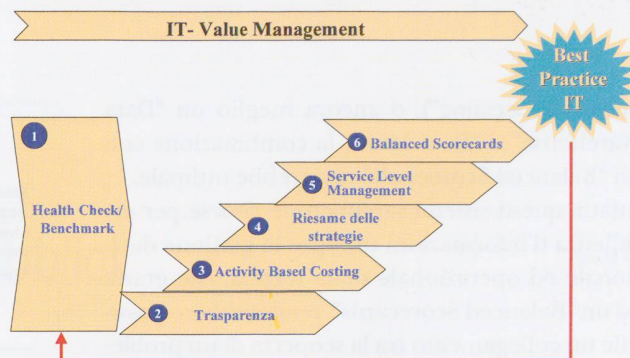 IT- Value Management
Best
Practice
IT
1
Health Check/
Benchmark
6 Balanced Scorecards
5 Service Level
Management
4 Riesame delle
strategie
3 Activity Based Costing
2 Trasparenza